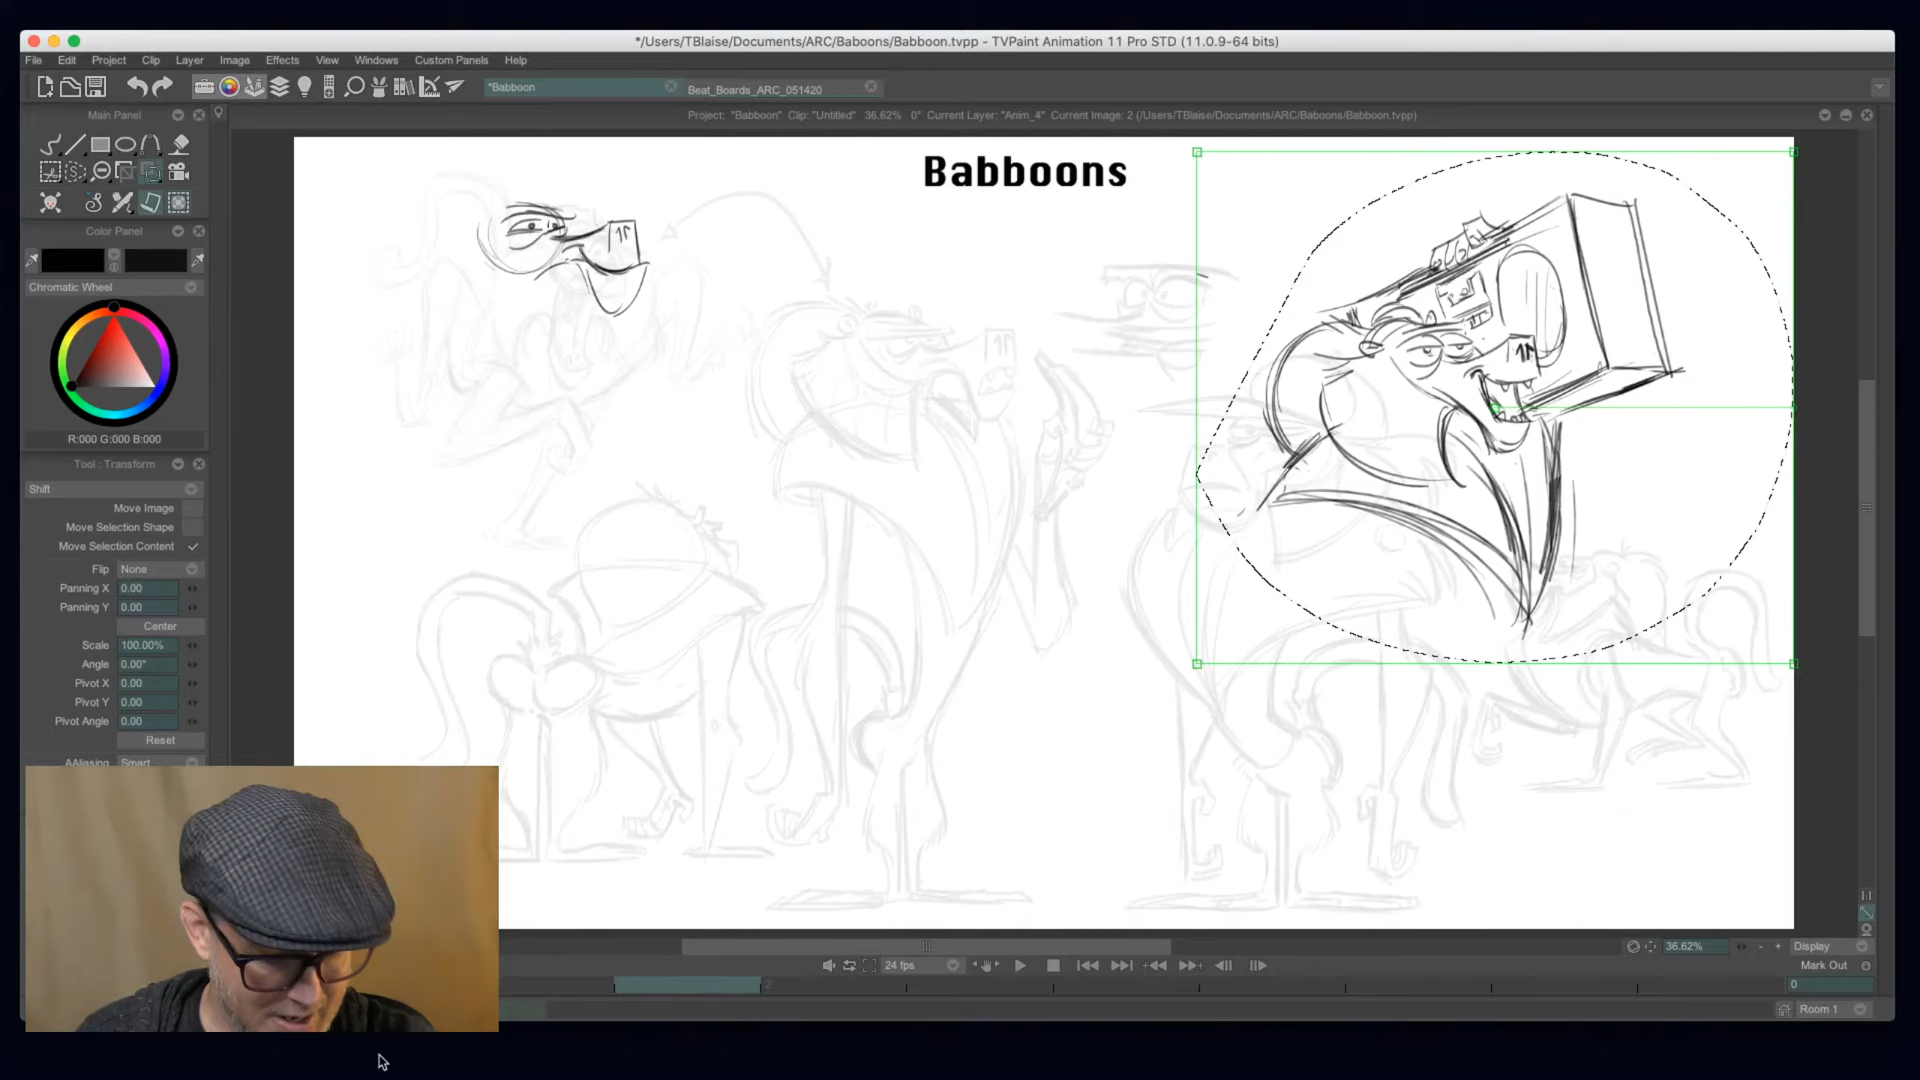 */Users/TBlaise/Documents/ARC/Baboons/Babboon.tvpp - TVPaint Animation 11 Pro STD (11.0.9-64 bits)
File Edit Project Clip Layer Image Effects View Windows Custom Panels Help
*Babboon
Beat_Boards_ARC_051420
Main Panel
Project: "Babboon" Clip: "Untitled" 36.62% 0° Current Layer: "Anim_4" Current Image: 2 (/Users/TBlaise/Documents/ARC/Baboons/Babboon.tvpp)
Babboons
Color Panel
Chromatic Wheel
R:000 G:000 B:000
Tool : Transform
Shift
Move Image
Move Selection Shape
Move Selection Content
Flip None
Panning X 0.00
Panning Y 0.00
Center
Scale 100.00%
Angle 0.00°
Pivot X 0.00
Pivot Y 0.00
Pivot Angle 0.00
Reset
AAliasing Smart
36.62% - + Display
24 fps
Mark Out
2
0
Room 1